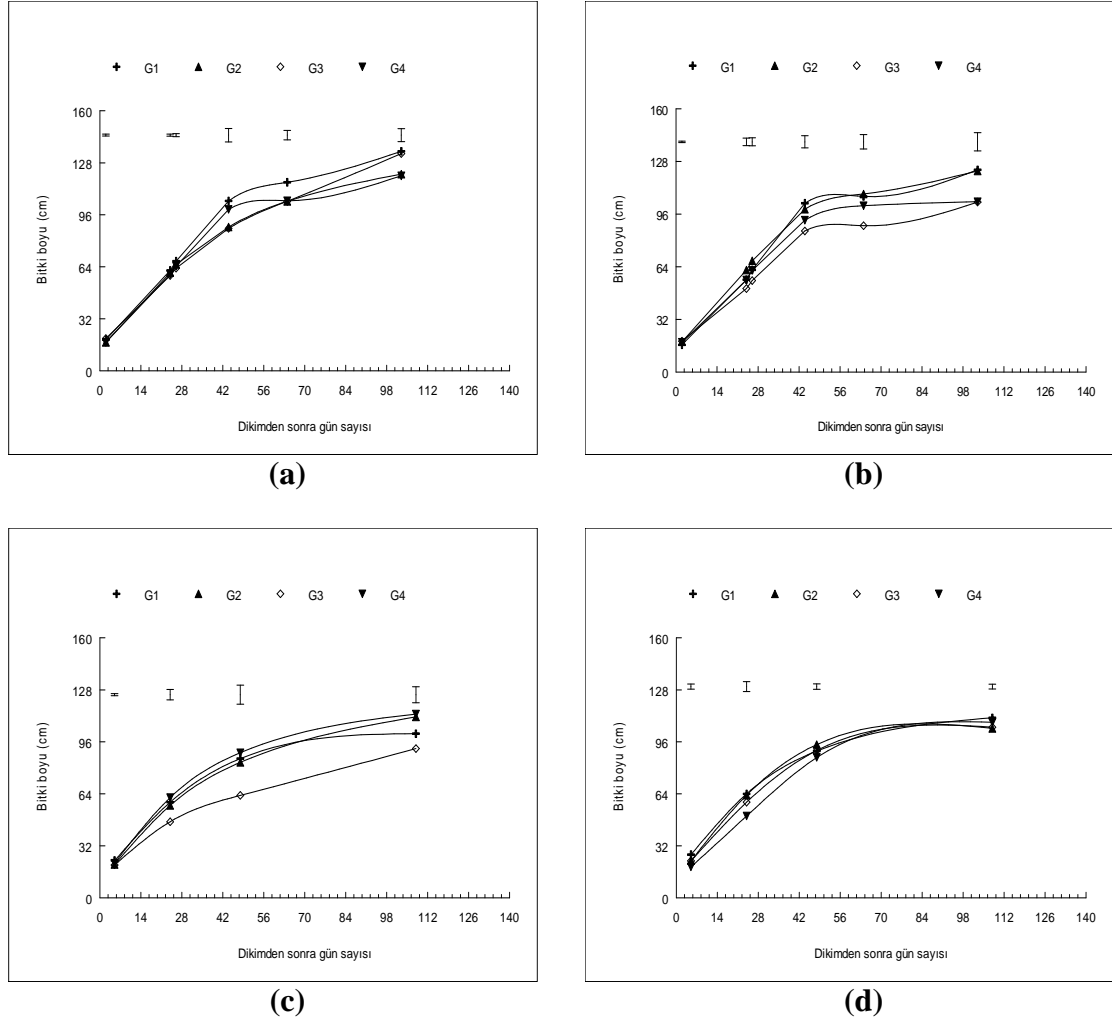 G1 G2 G3 G4
160
128
96
64
32
0
Bitki boyu (cm)
0 14 28 42 56 70 84 98 112 126 140
Dikimden sonra gün sayısı
(a)
G1 G2 G3 G4
160
128
96
64
32
0
Bitki boyu (cm)
0 14 28 42 56 70 84 98 112 126 140
Dikimden sonra gün sayısı
(b)
G1 G2 G3 G4
160
128
96
64
32
0
Bitki boyu (cm)
0 14 28 42 56 70 84 98 112 126 140
Dikimden sonra gün sayısı
(c)
G1 G2 G3 G4
160
128
96
64
32
0
Bitki boyu (cm)
0 14 28 42 56 70 84 98 112 126 140
Dikimden sonra gün sayısı
(d)